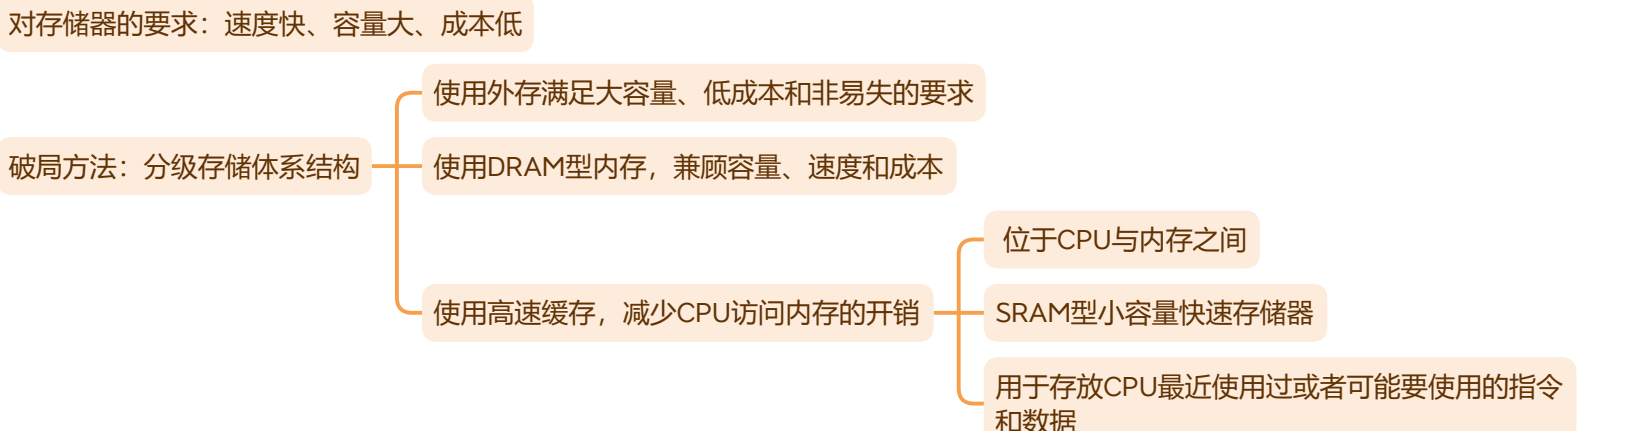 对存储器的要求：速度快、容量大、成本低
使用外存满足大容量、低成本和非易失的要求
破局方法：分级存储体系结构
使用DRAM型内存，兼顾容量、速度和成本
位于CPU与内存之间
使用高速缓存，减少CPU访问内存的开销
SRAM型小容量快速存储器
用于存放CPU最近使用过或者可能要使用的指令
和数据